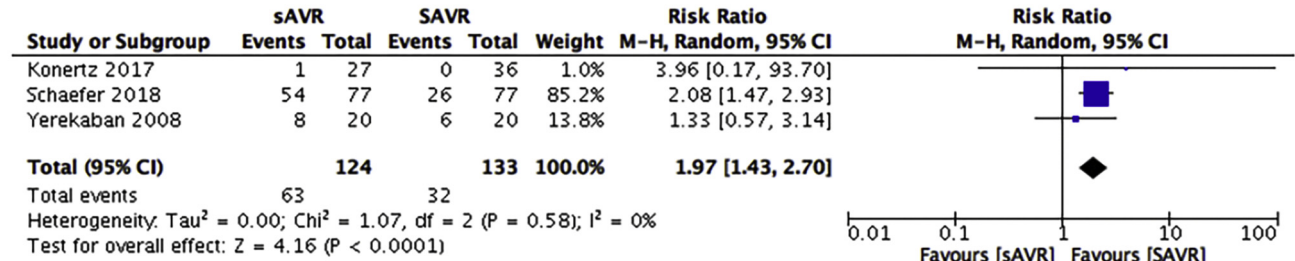 sAVR SAVR Risk Ratio Risk Ratio
Study or Subgroup Events Total Events Total Weight M-H, Random, 95% CI M-H, Random, 95% CI
Konertz 2017 1 27 0 36 1.0% 3.96 [0.17, 93.70]
Schaefer 2018 54 77 26 77 85.2% 2.08 [1.47, 2.93]
Yerekaban 2008 8 20 6 20 13.8% 1.33 [0.57, 3.14]
Total (95% CI) 124 133 100.0% 1.97 [1.43, 2.70]
Total events 63 32
Heterogeneity: Tau² = 0.00; Chi² = 1.07, df = 2 (P = 0.58); I² = 0%
Test for overall effect: Z = 4.16 (P < 0.0001)
0.01 0.1 1 10 100
Favours [sAVR] Favours [SAVR]